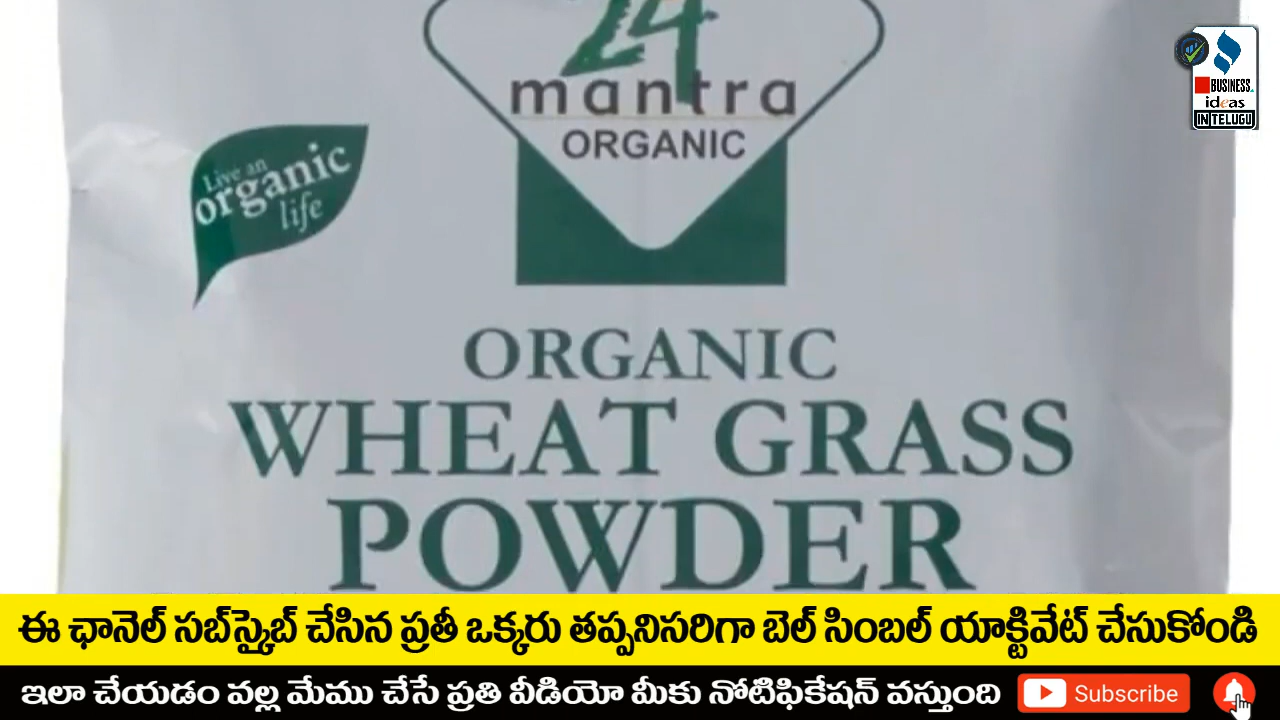 24
mantra
ORGANIC
Live an
organic
life
BUSINESS
ideas
IN TELUGU
ORGANIC
WHEAT GRASS
POWDER
ఈ ఛానెల్ సబ్‌స్క్రైబ్ చేసిన ప్రతీ ఒక్కరు తప్పనిసరిగా బెల్ సింబల్ యాక్టివేట్ చేసుకోండి
ఇలా చేయడం వల్ల మేము చేసే ప్రతి వీడియో మీకు నోటిఫికేషన్ వస్తుంది
Subscribe